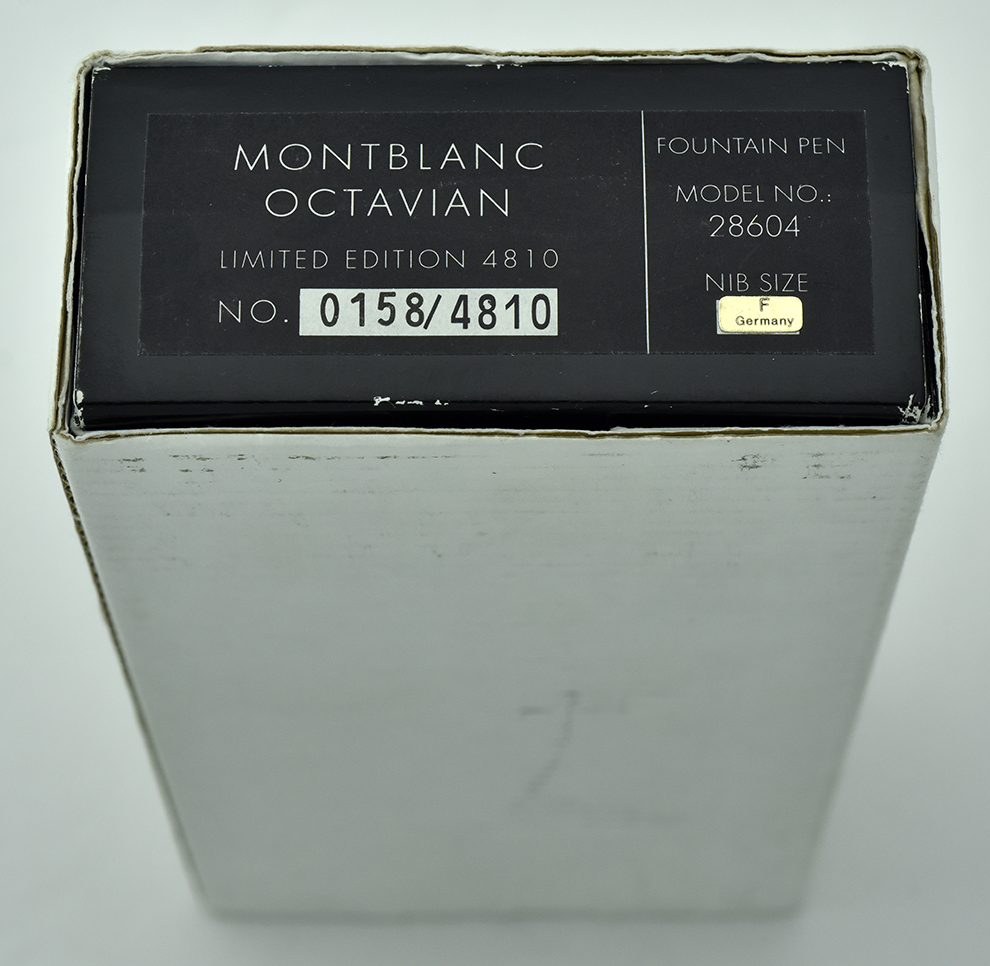 MONTBLANC
OCTAVIAN
LIMITED EDITION 4810
NO. 0158/4810
FOUNTAIN PEN
MODEL NO.:
28604
NIB SIZE
F
Germany